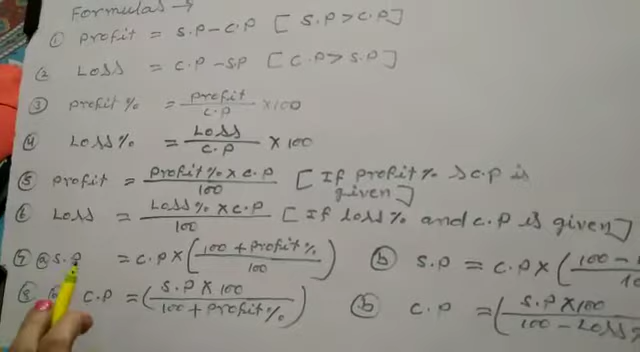 Formulas →
① Profit = S.P - C.P [S.P > C.P]
② Loss = C.P - S.P [C.P > S.P]
③ Profit % = Profit / C.P × 100
④ Loss % = Loss / C.P × 100
⑤ Profit = Profit % × C.P / 100 [If Profit % & C.P is given]
⑥ Loss = Loss % × C.P / 100 [If Loss % and C.P is given]
⑦ ⓐ S.P = C.P × (100 + Profit % / 100) ⓑ S.P = C.P × (100 -
⑧ C.P = (S.P × 100 / 100 + Profit %) ⓑ C.P = (S.P × 100 / 100 - Loss %